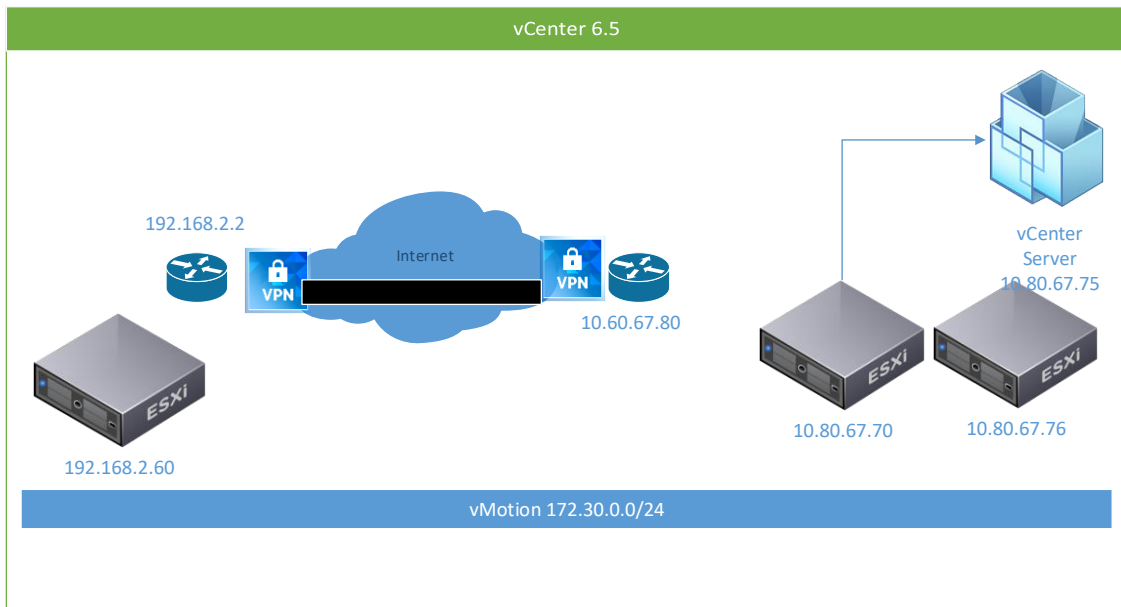 vCenter 6.5
192.168.2.2
Internet
VPN
VPN
10.60.67.80
vCenter
Server
10.80.67.75
ESXi
ESXi
ESXi
192.168.2.60
10.80.67.70
10.80.67.76
vMotion 172.30.0.0/24